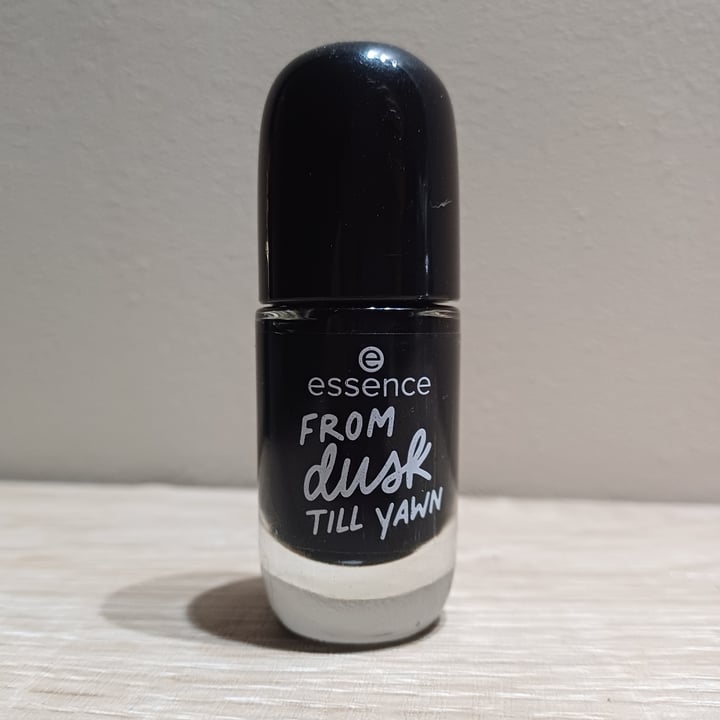 e
essence
FROM
dusk
TILL YAWN